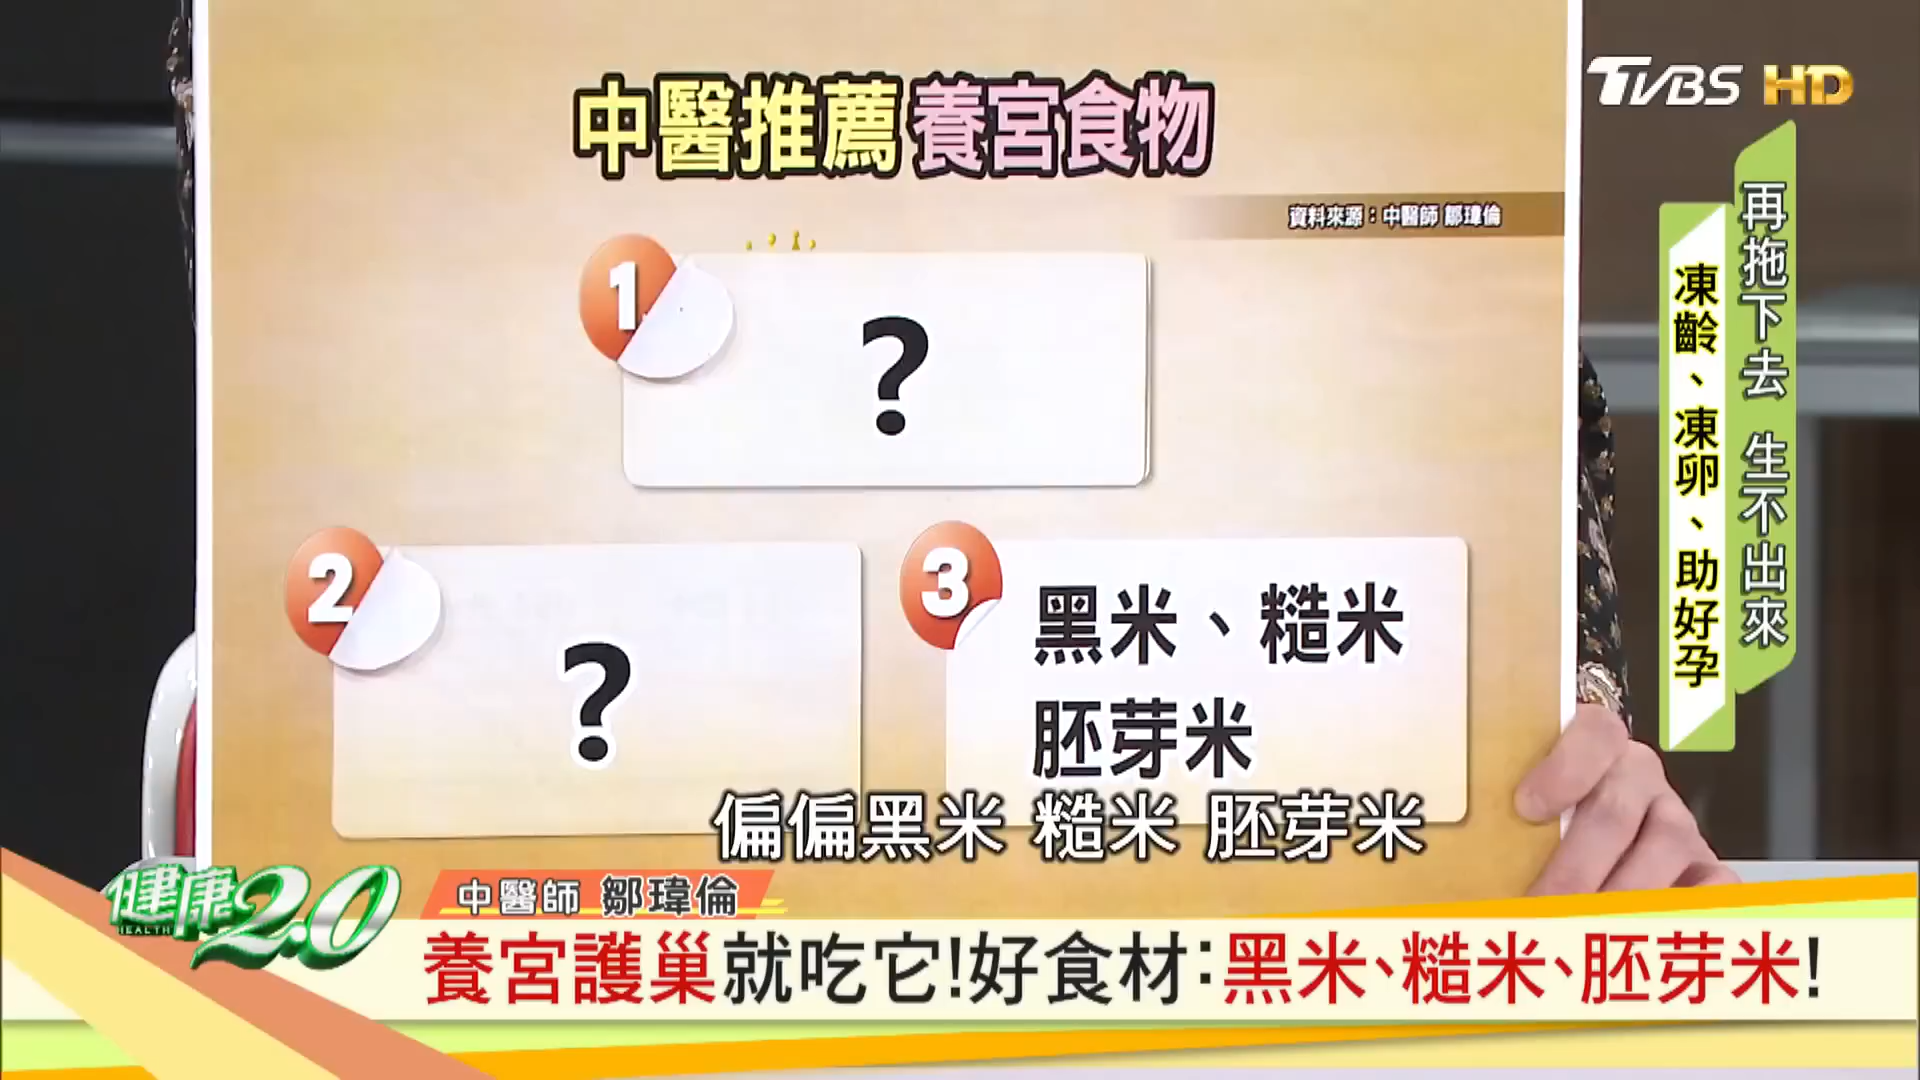 中醫推薦養宮食物
TVBS HD
資料來源：中醫師 鄒瑋倫
1
?
2
?
3
黑米、糙米
胚芽米
再拖下去 生不出來
凍齡、凍卵、助好孕
偏偏黑米 糙米 胚芽米
健康2.0
HEALTH
中醫師 鄒瑋倫
養宮護巢就吃它!好食材:黑米、糙米、胚芽米!